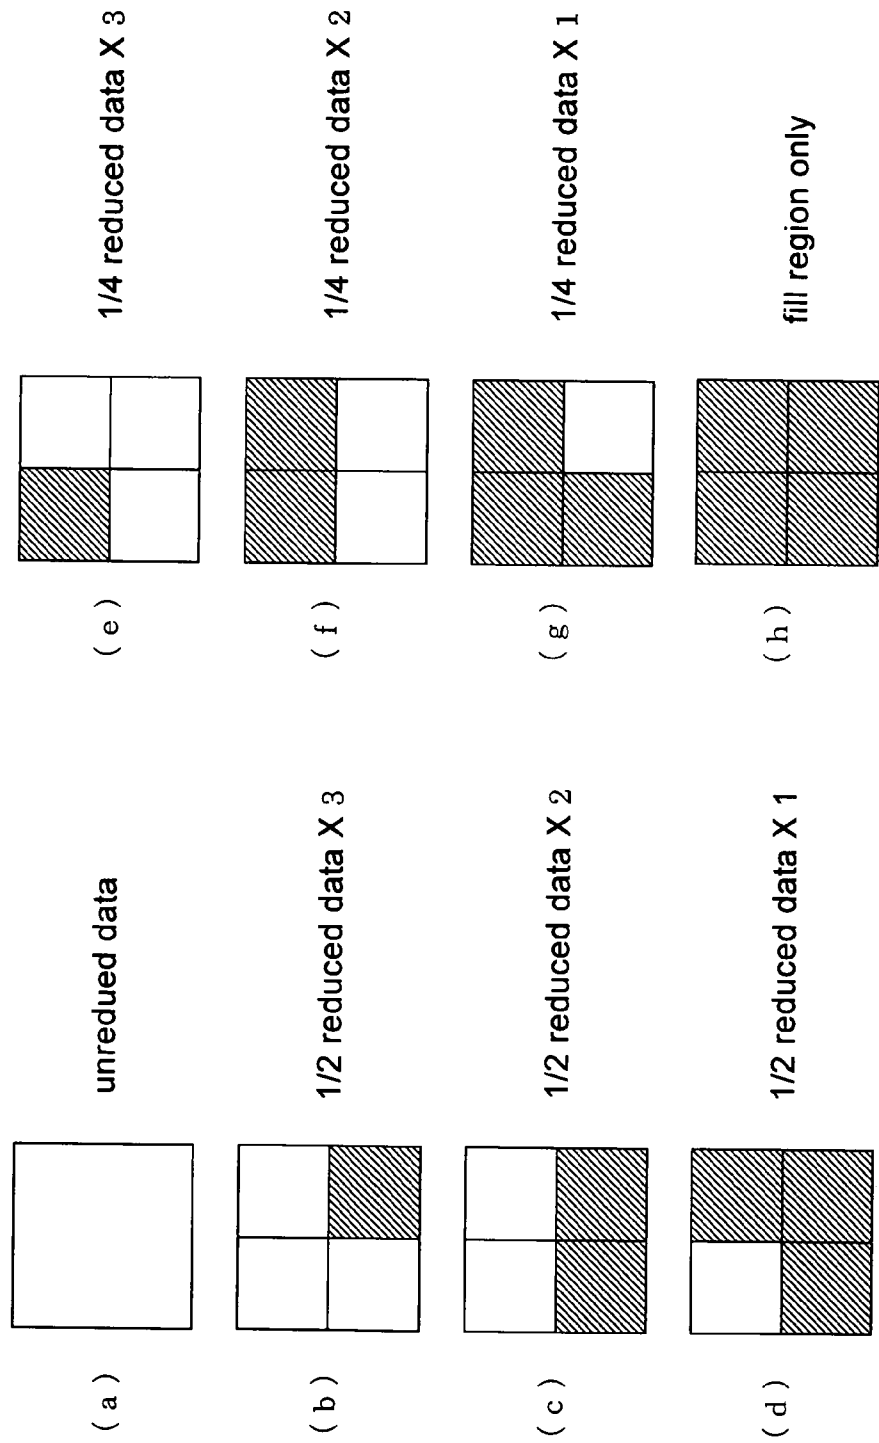 (a) unredued data
(b) 1/2 reduced data X 3
(c) 1/2 reduced data X 2
(d) 1/2 reduced data X 1
(e) 1/4 reduced data X 3
(f) 1/4 reduced data X 2
(g) 1/4 reduced data X 1
(h) fill region only